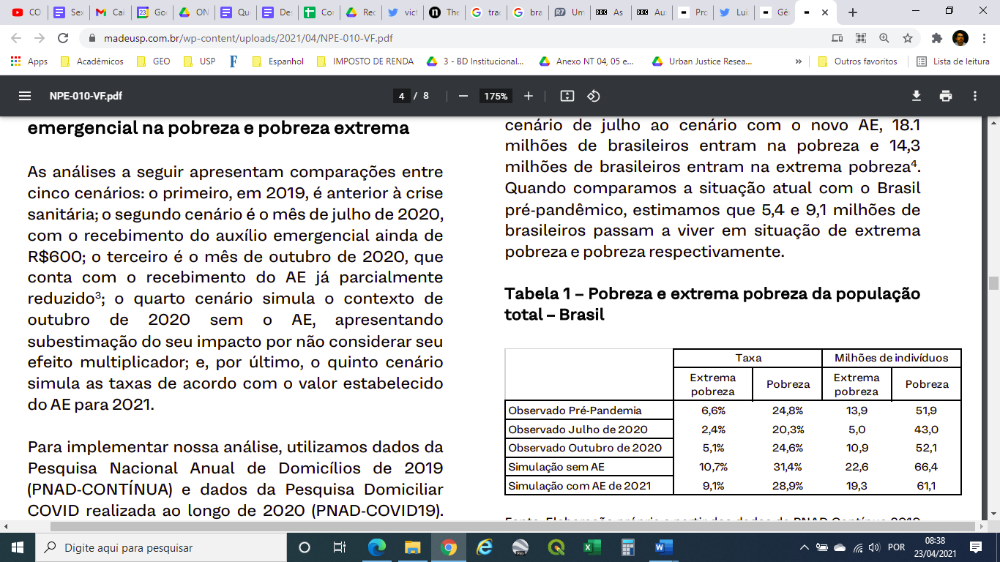 CO
Sex
Cai
Go
ON
Qu
De
Co
Rec
vict
The
trac
bra
R7
Um
BBC
As
BBC
Au
Pro
Lui
Gê
madeusp.com.br/wp-content/uploads/2021/04/NPE-010-VF.pdf
Apps
Acadêmicos
GEO
USP
Espanhol
IMPOSTO DE RENDA
3 - BD Institucional...
Anexo NT 04, 05 e...
Urban Justice Resea...
»
Outros favoritos
Lista de leitura
NPE-010-VF.pdf
4 / 8
175%
emergencial na pobreza e pobreza extrema
As análises a seguir apresentam comparações entre
cinco cenários: o primeiro, em 2019, é anterior à crise
sanitária; o segundo cenário é o mês de julho de 2020,
com o recebimento do auxílio emergencial ainda de
R$600; o terceiro é o mês de outubro de 2020, que
conta com o recebimento do AE já parcialmente
reduzido³; o quarto cenário simula o contexto de
outubro de 2020 sem o AE, apresentando
subestimação do seu impacto por não considerar seu
efeito multiplicador; e, por último, o quinto cenário
simula as taxas de acordo com o valor estabelecido
do AE para 2021.
Para implementar nossa análise, utilizamos dados da
Pesquisa Nacional Anual de Domicílios de 2019
(PNAD-CONTÍNUA) e dados da Pesquisa Domiciliar
COVID realizada ao longo de 2020 (PNAD-COVID19).
cenário de julho ao cenário com o novo AE, 18.1
milhões de brasileiros entram na pobreza e 14,3
milhões de brasileiros entram na extrema pobreza⁴.
Quando comparamos a situação atual com o Brasil
pré-pandêmico, estimamos que 5,4 e 9,1 milhões de
brasileiros passam a viver em situação de extrema
pobreza e pobreza respectivamente.
Tabela 1 – Pobreza e extrema pobreza da população
total – Brasil
Taxa Milhões de indivíduos
Extrema pobreza Pobreza Extrema pobreza Pobreza
Observado Pré-Pandemia 6,6% 24,8% 13,9 51,9
Observado Julho de 2020 2,4% 20,3% 5,0 43,0
Observado Outubro de 2020 5,1% 24,6% 10,9 52,1
Simulação sem AE 10,7% 31,4% 22,6 66,4
Simulação com AE de 2021 9,1% 28,9% 19,3 61,1
Fonte: Elaboração própria a partir dos dados da PNAD Contínua 2019
Digite aqui para pesquisar
POR
08:38
23/04/2021